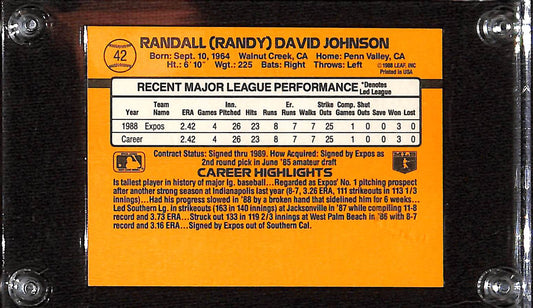 42
RANDALL (RANDY) DAVID JOHNSON
Born: Sept. 10, 1964 Walnut Creek, CA Home: Penn Valley, CA
Ht.: 6' 10" Wgt.: 225 Bats: Right Throws: Left
©1988 LEAF, INC
Printed in USA
RECENT MAJOR LEAGUE PERFORMANCE *Denotes Led League
Year Team Name ERA Games Inn. Pitched Hits Runs Er. Runs Walks Strike Outs Comp. Games Shut Outs Save Won Lost
1988 Expos 2.42 4 26 23 8 7 7 25 1 0 0 3 0
Career 2.42 4 26 23 8 7 7 25 1 0 0 3 0
Contract Status: Signed thru 1989. How Acquired: Signed by Expos as
2nd round pick in June '85 amateur draft
CAREER HIGHLIGHTS
Is tallest player in history of major lg. baseball...Regarded as Expos' No. 1 pitching prospect
after another strong season at Indianapolis last year (8-7, 3.26 ERA, 111 strikeouts in 113 1/3
innings)...Had his progress slowed in '88 by a broken hand that sidelined him for 6 weeks...
Led Southern Lg. in strikeouts (163 in 140 innings) at Jacksonville in '87 while compiling 11-8
record and 3.73 ERA...Struck out 133 in 119 2/3 innings at West Palm Beach in '86 with 8-7
record and 3.16 ERA...Signed by Expos out of Southern Cal.